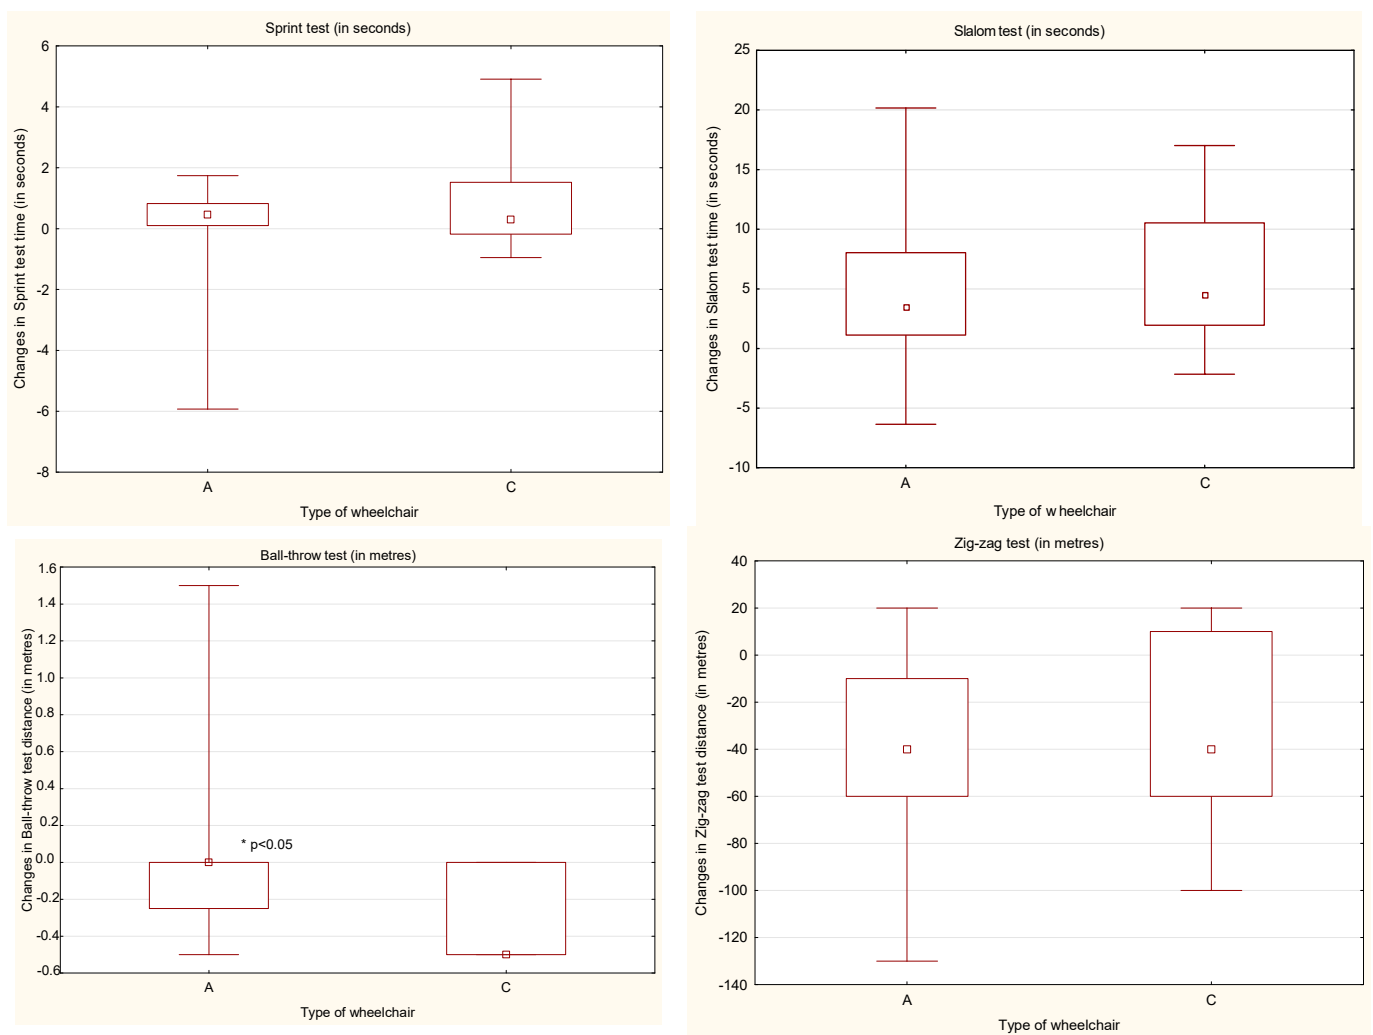 Sprint test (in seconds)
Changes in Sprint test time (in seconds)
6
4
2
0
-2
-4
-6
-8
A
C
Type of wheelchair
Slalom test (in seconds)
Changes in Slalom test time (in seconds)
25
20
15
10
5
0
-5
-10
A
C
Type of wheelchair
Ball-throw test (in metres)
Changes in Ball-throw test distance (in metres)
1.6
1.4
1.2
1.0
0.8
0.6
0.4
0.2
0.0
-0.2
-0.4
-0.6
* p<0.05
A
C
Type of wheelchair
Zig-zag test (in metres)
Changes in Zig-zag test distance (in metres)
40
20
0
-20
-40
-60
-80
-100
-120
-140
A
C
Type of wheelchair